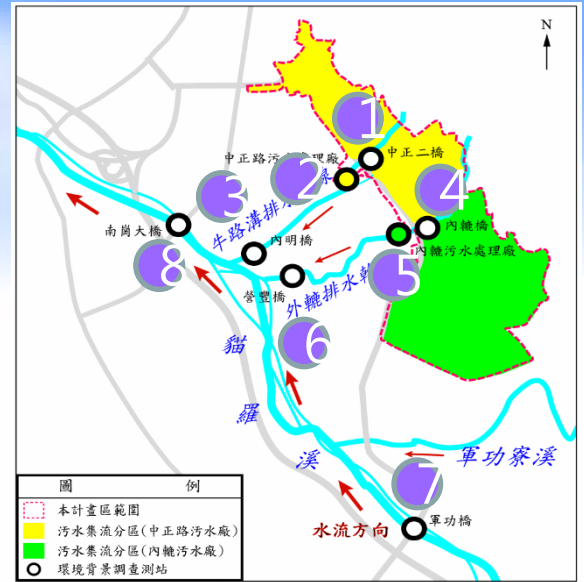 N
1
中正路污水處理廠
中正二橋
2
3
4
牛路溝排水
內轆橋
南崗大橋
內明橋
內轆污水處理廠
8
5
營豐橋
外轆排水幹
貓
羅
溪
6
軍功寮溪
7
水流方向
軍功橋
圖 例
本計畫區範圍
污水集流分區(中正路污水廠)
污水集流分區(內轆污水廠)
環境背景調查測站